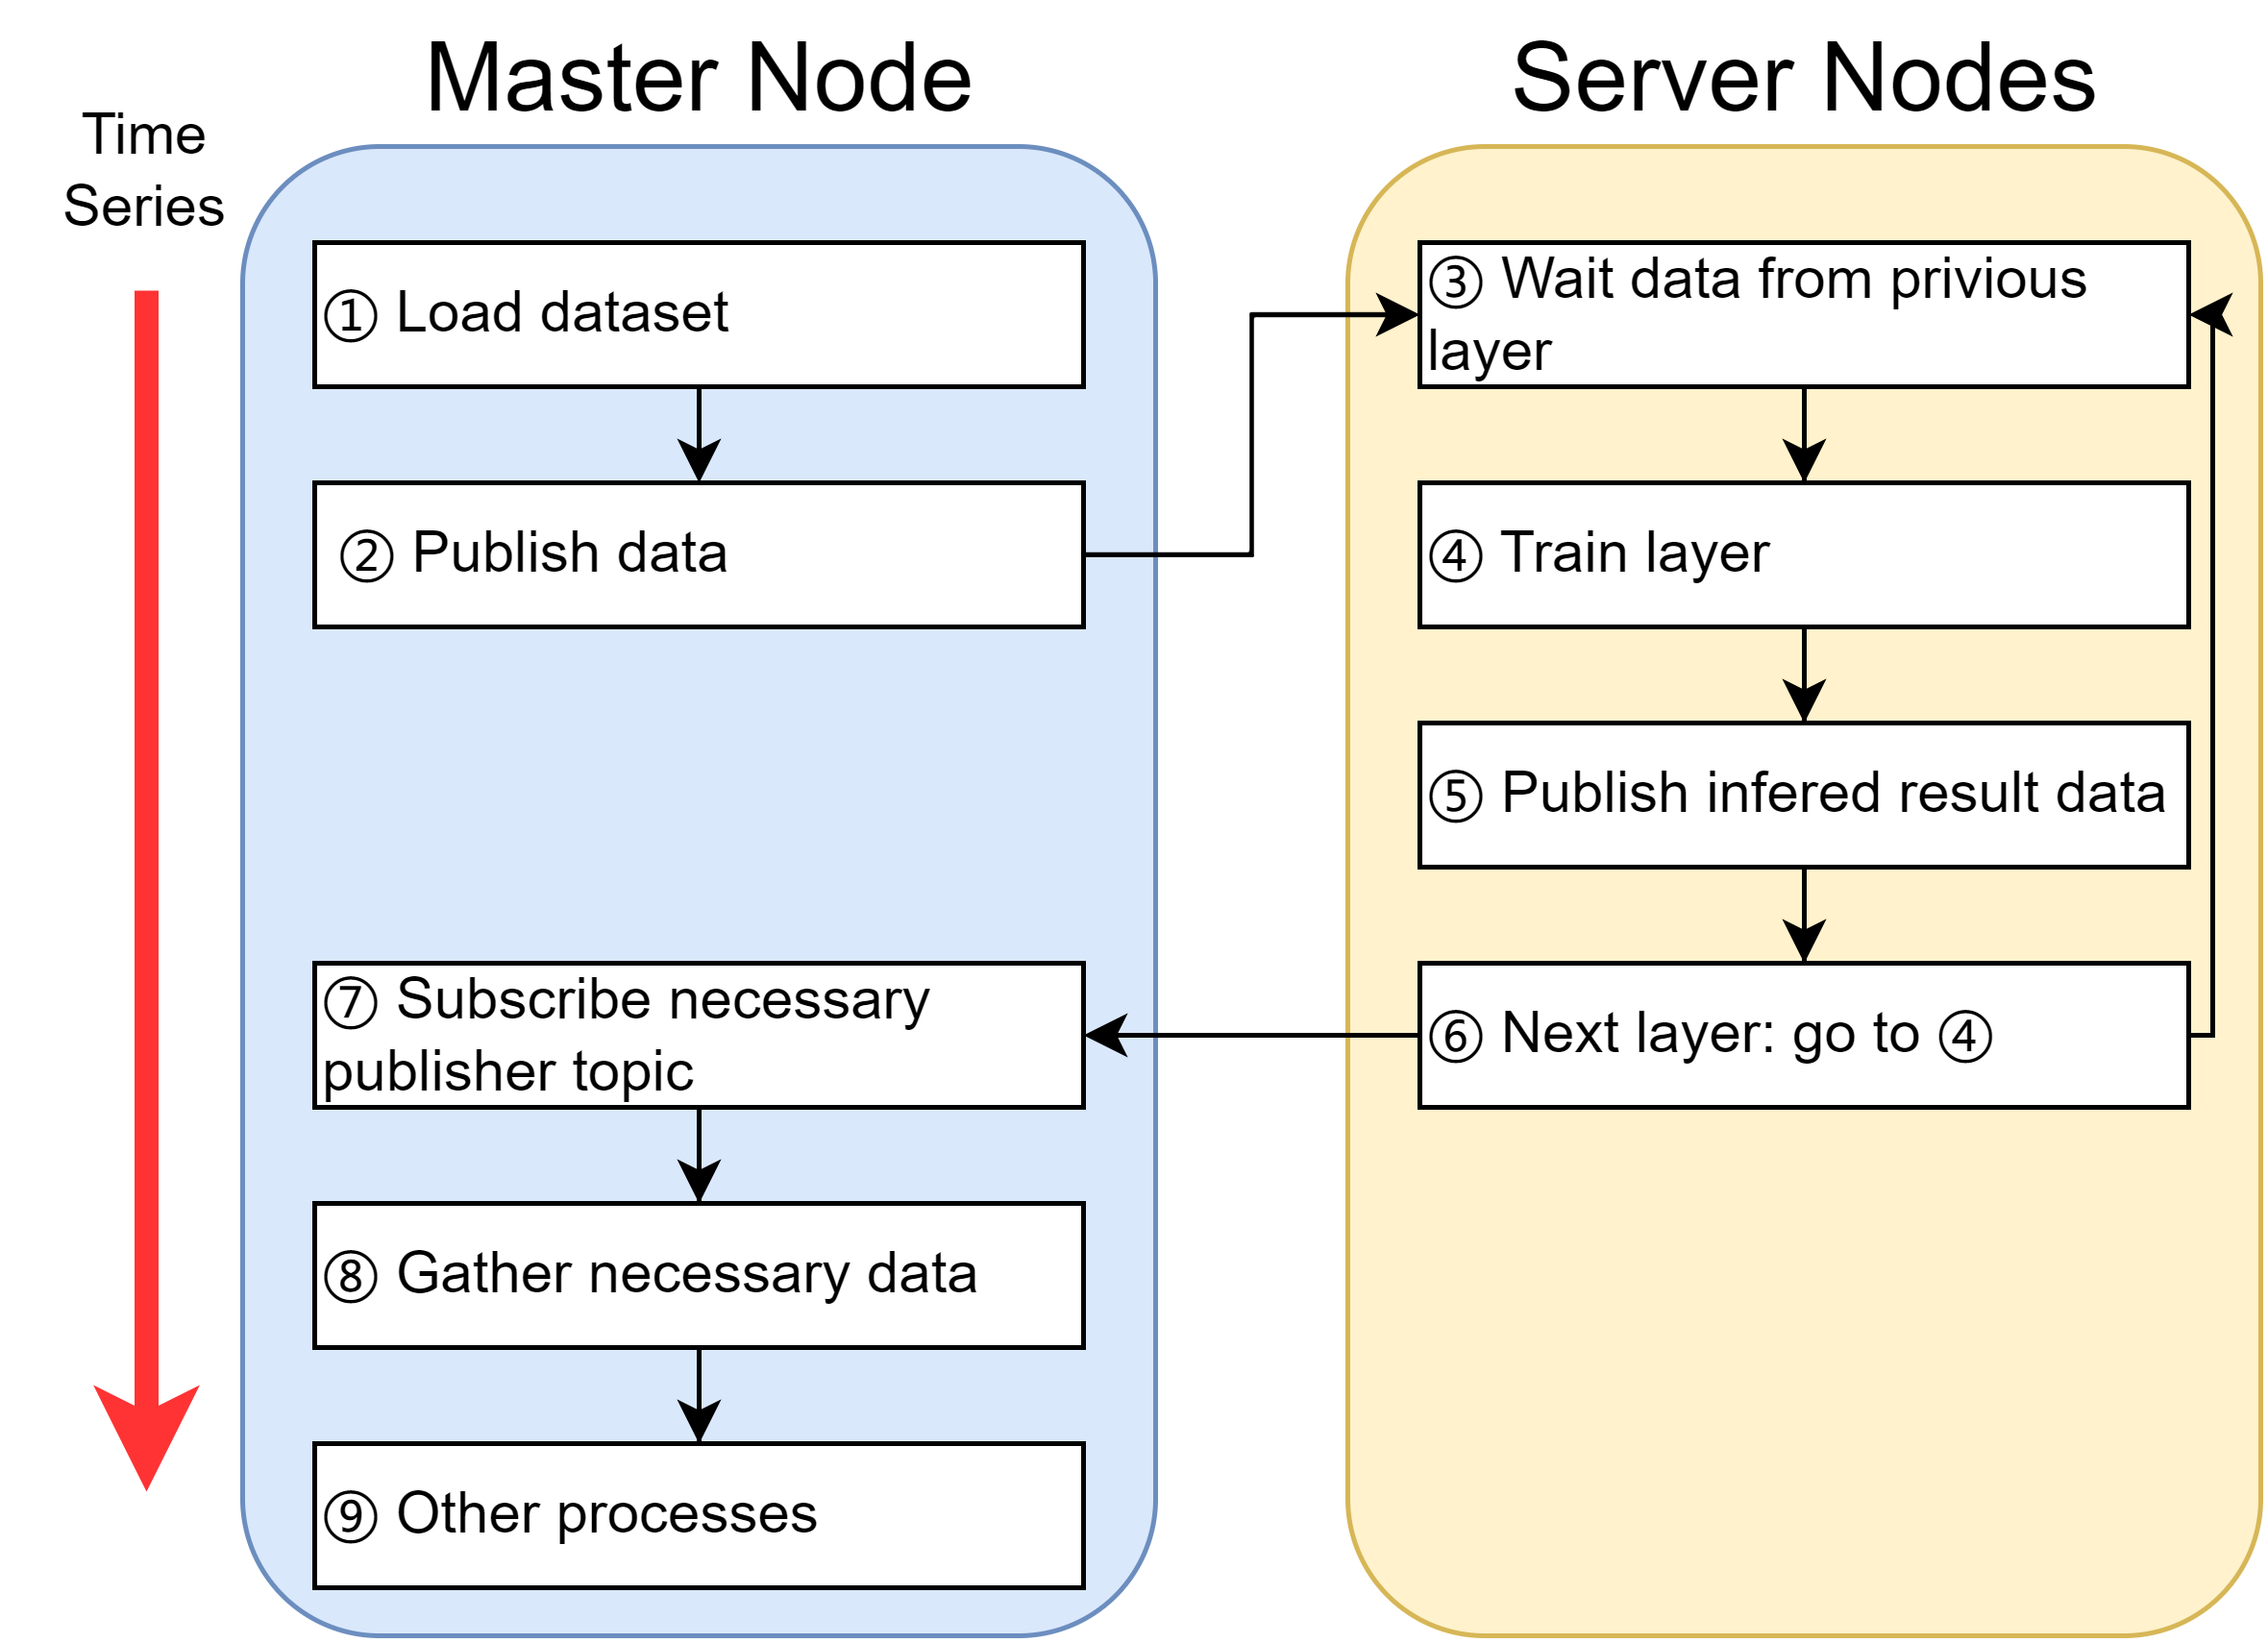 Master Node
Server Nodes
Time
Series
① Load dataset
② Publish data
③ Wait data from privious
layer
④ Train layer
⑤ Publish infered result data
⑥ Next layer: go to ④
⑦ Subscribe necessary
publisher topic
⑧ Gather necessary data
⑨ Other processes